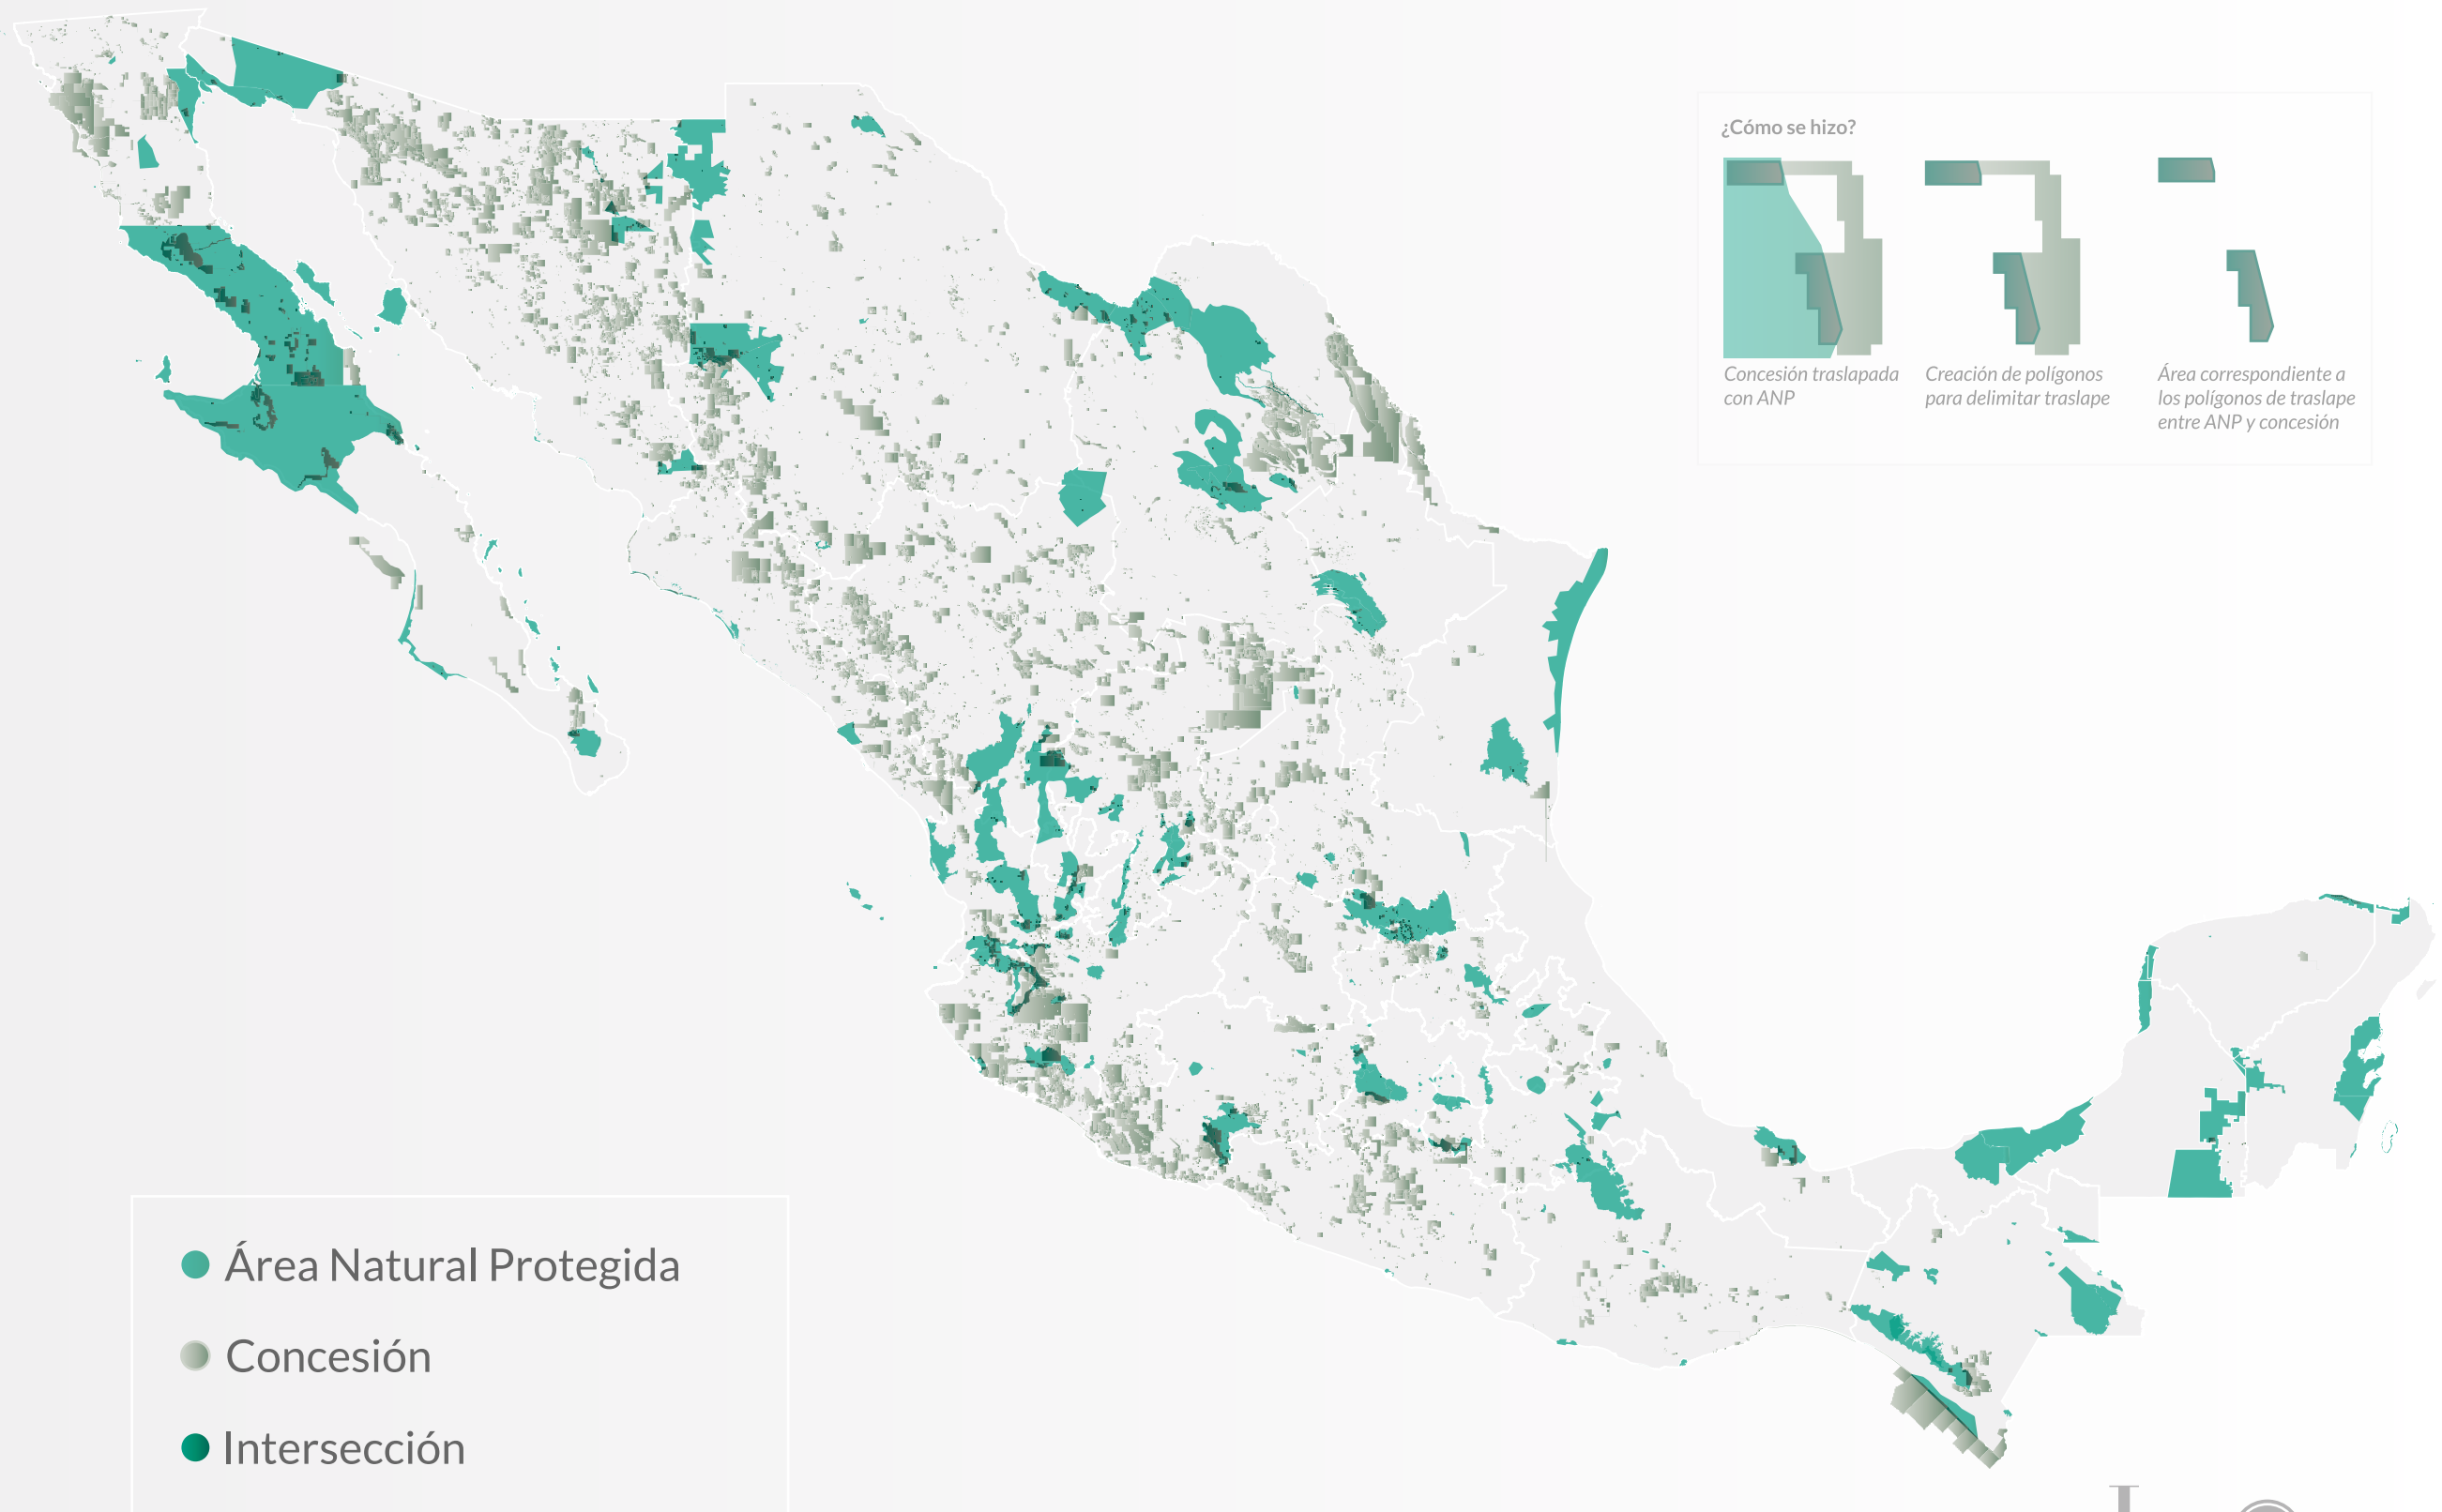 ¿Cómo se hizo?
Concesión traslapada
con ANP
Creación de polígonos
para delimitar traslape
Área correspondiente a
los polígonos de traslape
entre ANP y concesión
Área Natural Protegida
Concesión
Intersección